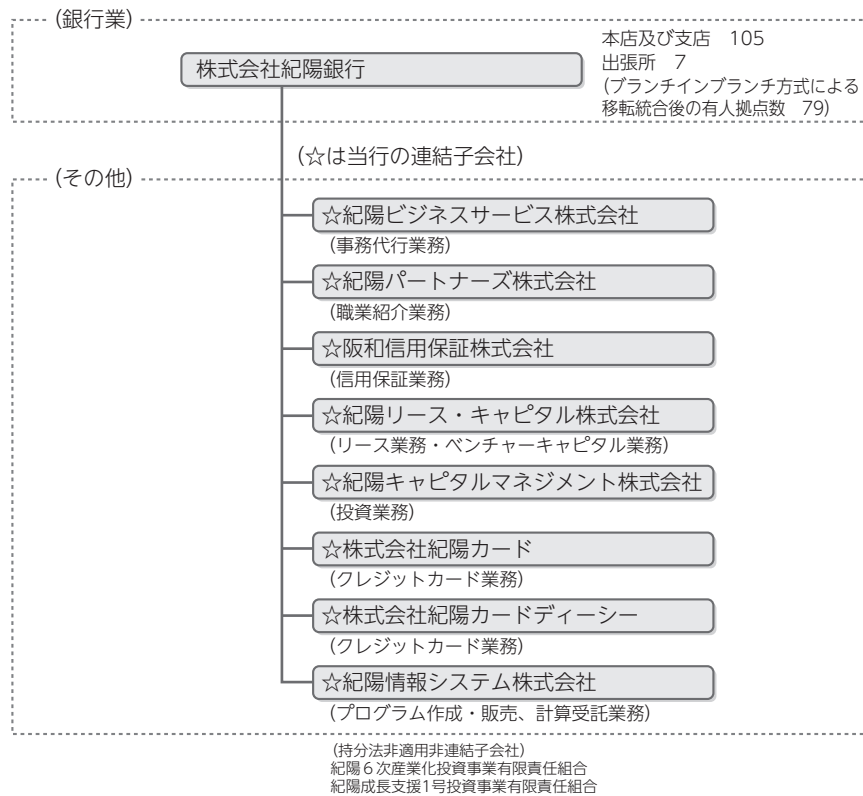 (銀行業)
株式会社紀陽銀行
本店及び支店　105
出張所　7
(ブランチインブランチ方式による
移転統合後の有人拠点数　79)
(☆は当行の連結子会社)
(その他)
☆紀陽ビジネスサービス株式会社
(事務代行業務)
☆紀陽パートナーズ株式会社
(職業紹介業務)
☆阪和信用保証株式会社
(信用保証業務)
☆紀陽リース・キャピタル株式会社
(リース業務・ベンチャーキャピタル業務)
☆紀陽キャピタルマネジメント株式会社
(投資業務)
☆株式会社紀陽カード
(クレジットカード業務)
☆株式会社紀陽カードディーシー
(クレジットカード業務)
☆紀陽情報システム株式会社
(プログラム作成・販売、計算受託業務)
(持分法非適用非連結子会社)
紀陽６次産業化投資事業有限責任組合
紀陽成長支援1号投資事業有限責任組合